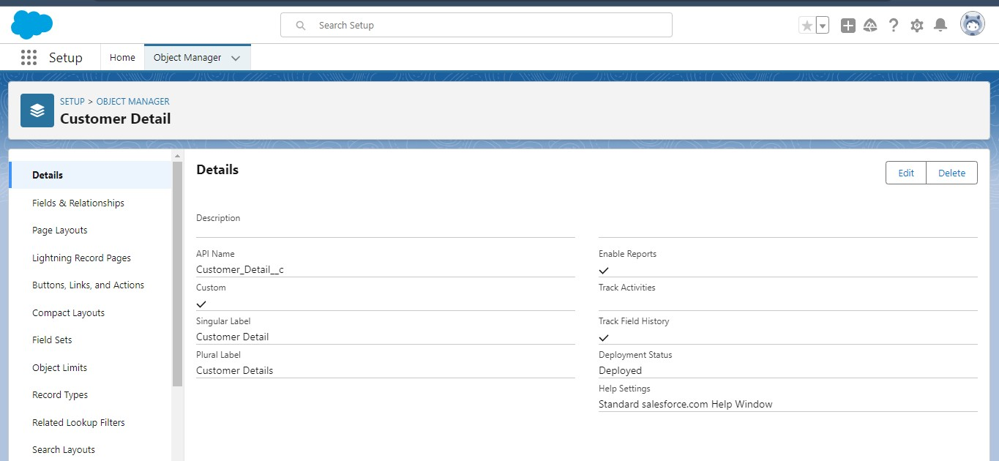 Search Setup
Setup
Home
Object Manager
SETUP > OBJECT MANAGER
Customer Detail
Details
Fields & Relationships
Page Layouts
Lightning Record Pages
Buttons, Links, and Actions
Compact Layouts
Field Sets
Object Limits
Record Types
Related Lookup Filters
Search Layouts
Details
Edit
Delete
Description
API Name
Customer_Detail__c
Custom
Singular Label
Customer Detail
Plural Label
Customer Details
Enable Reports
Track Activities
Track Field History
Deployment Status
Deployed
Help Settings
Standard salesforce.com Help Window